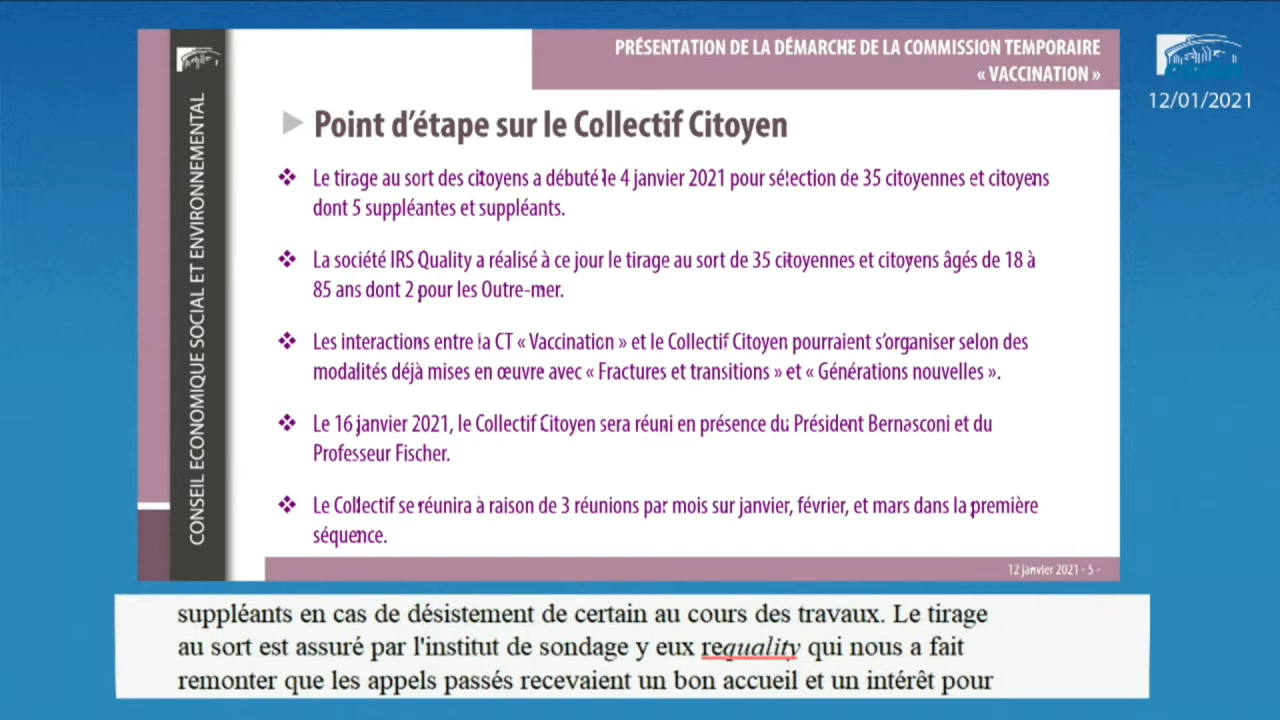 PRÉSENTATION DE LA DÉMARCHE DE LA COMMISSION TEMPORAIRE
« VACCINATION »
12/01/2021
CONSEIL ECONOMIQUE SOCIAL ET ENVIRONNEMENTAL
Point d'étape sur le Collectif Citoyen
Le tirage au sort des citoyens a débuté le 4 janvier 2021 pour sélection de 35 citoyennes et citoyens
dont 5 suppléantes et suppléants.
La société IRS Quality a réalisé à ce jour le tirage au sort de 35 citoyennes et citoyens âgés de 18 à
85 ans dont 2 pour les Outre-mer.
Les interactions entre la CT « Vaccination » et le Collectif Citoyen pourraient s'organiser selon des
modalités déjà mises en œuvre avec « Fractures et transitions » et « Générations nouvelles ».
Le 16 janvier 2021, le Collectif Citoyen sera réuni en présence du Président Bernasconi et du
Professeur Fischer.
Le Collectif se réunira à raison de 3 réunions par mois sur janvier, février, et mars dans la première
séquence.
12 janvier 2021 - 5 -
suppléants en cas de désistement de certain au cours des travaux. Le tirage
au sort est assuré par l'institut de sondage y eux requality qui nous a fait
remonter que les appels passés recevaient un bon accueil et un intérêt pour